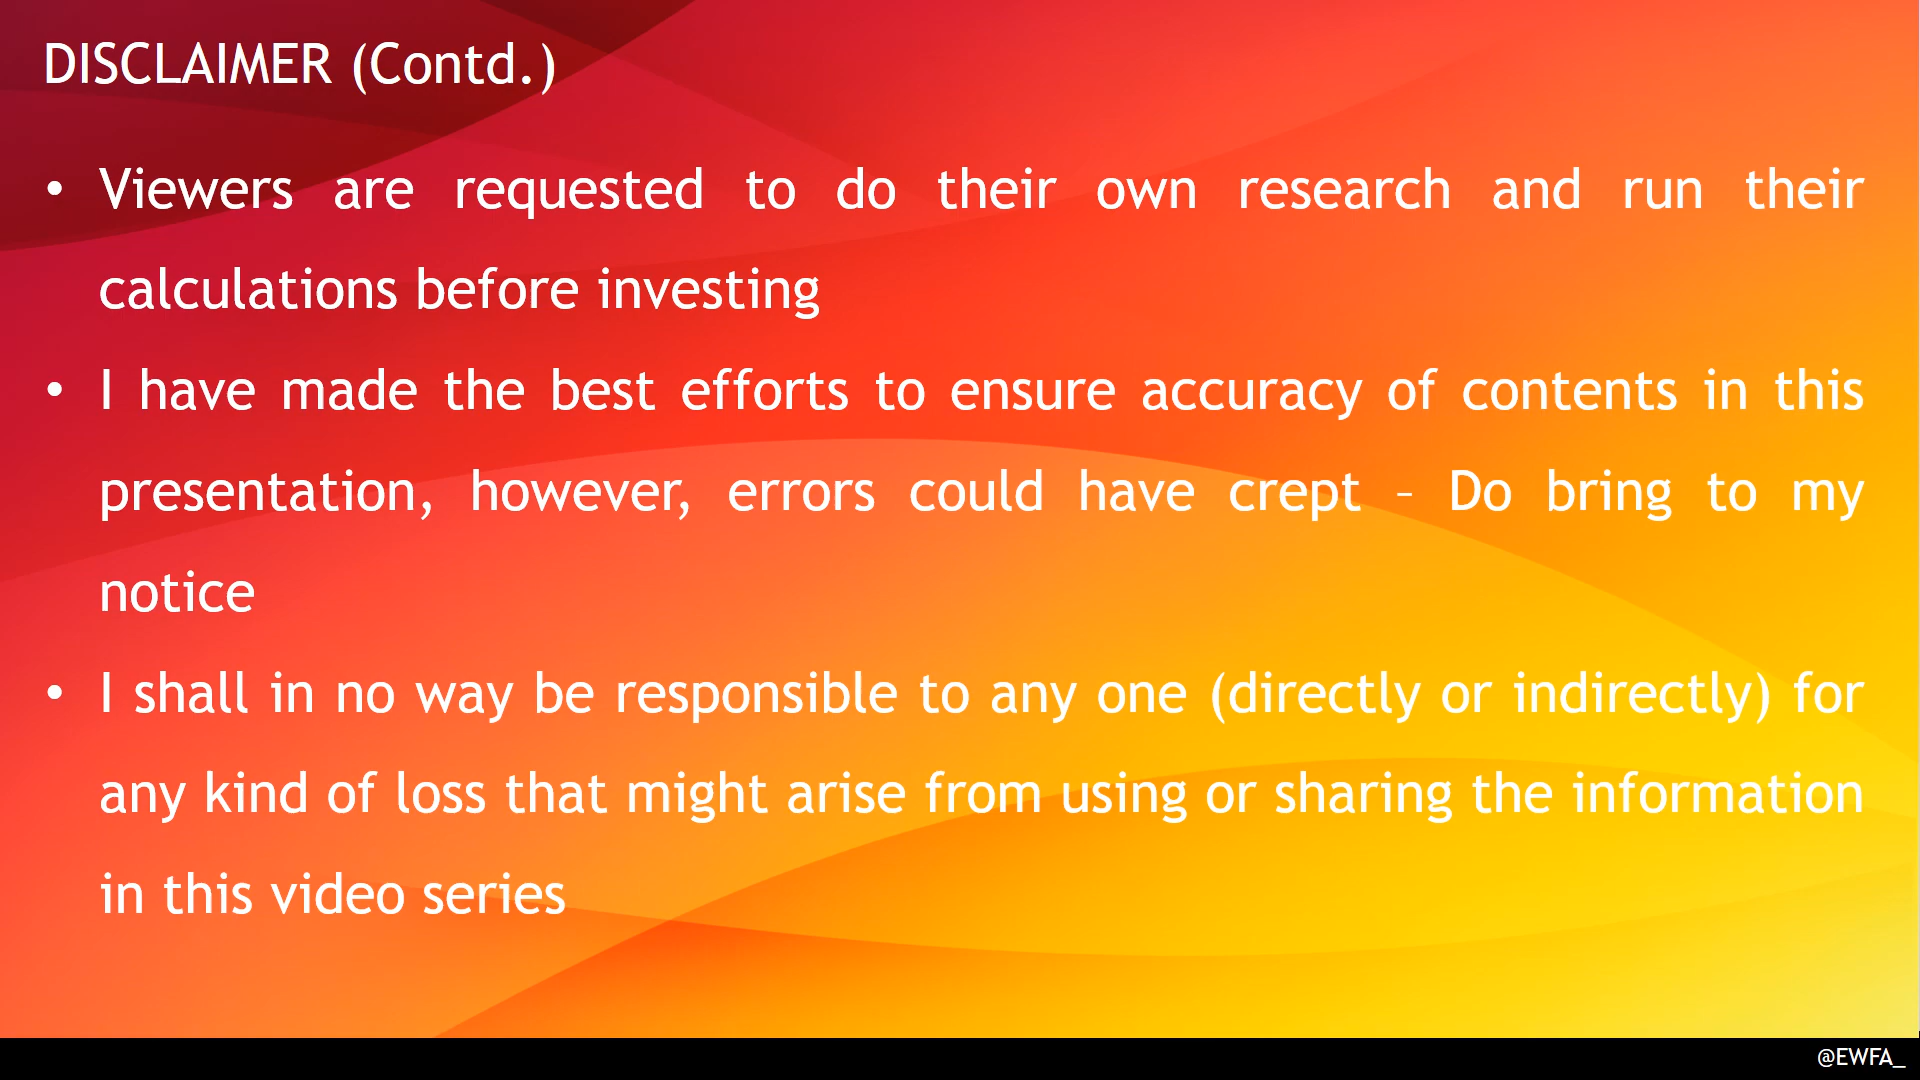 DISCLAIMER (Contd.)
• Viewers are requested to do their own research and run their
calculations before investing
• I have made the best efforts to ensure accuracy of contents in this
presentation, however, errors could have crept – Do bring to my
notice
• I shall in no way be responsible to any one (directly or indirectly) for
any kind of loss that might arise from using or sharing the information
in this video series
@EWFA_